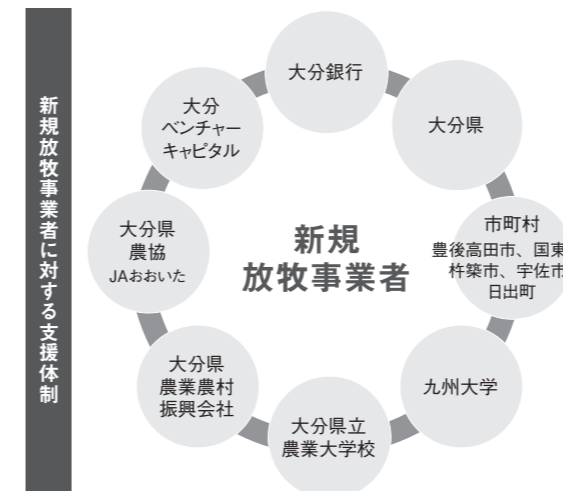 新規放牧事業者に対する支援体制
大分銀行
大分県
市町村
豊後高田市、国東
杵築市、宇佐市
日出町
九州大学
大分県立
農業大学校
大分県
農業農村
振興会社
大分県
農協
JAおおいた
大分
ベンチャー
キャピタル
新規
放牧事業者